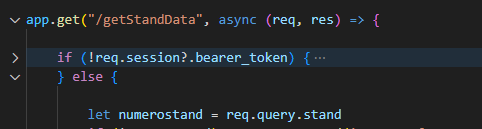 app.get("/getStandData", async (req, res) => {
if (!req.session?.bearer_token) {…
} else {
let numerostand = req.query.stand